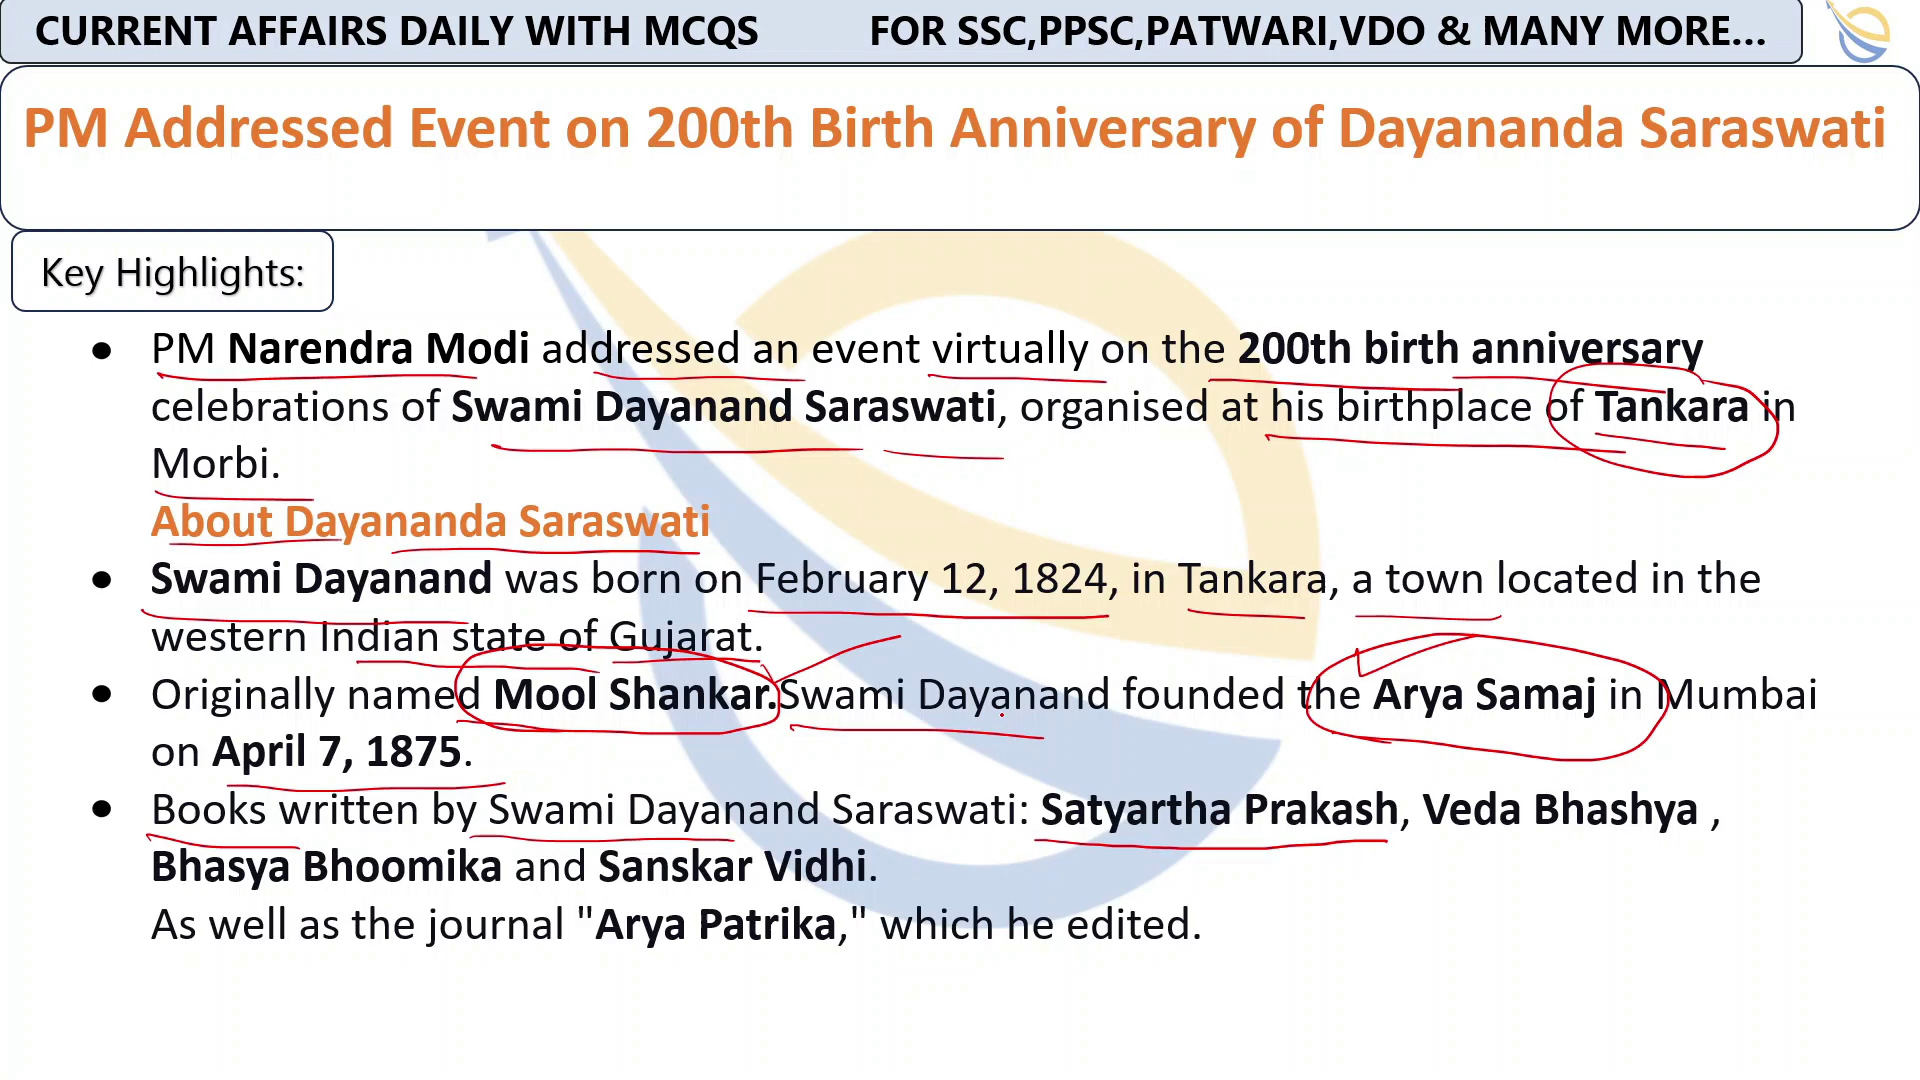 CURRENT AFFAIRS DAILY WITH MCQS FOR SSC,PPSC,PATWARI,VDO & MANY MORE...
PM Addressed Event on 200th Birth Anniversary of Dayananda Saraswati
Key Highlights:
● PM Narendra Modi addressed an event virtually on the 200th birth anniversary
celebrations of Swami Dayanand Saraswati, organised at his birthplace of Tankara in
Morbi.
About Dayananda Saraswati
● Swami Dayanand was born on February 12, 1824, in Tankara, a town located in the
western Indian state of Gujarat.
● Originally named Mool Shankar.Swami Dayanand founded the Arya Samaj in Mumbai
on April 7, 1875.
● Books written by Swami Dayanand Saraswati: Satyartha Prakash, Veda Bhashya ,
Bhasya Bhoomika and Sanskar Vidhi.
As well as the journal "Arya Patrika," which he edited.